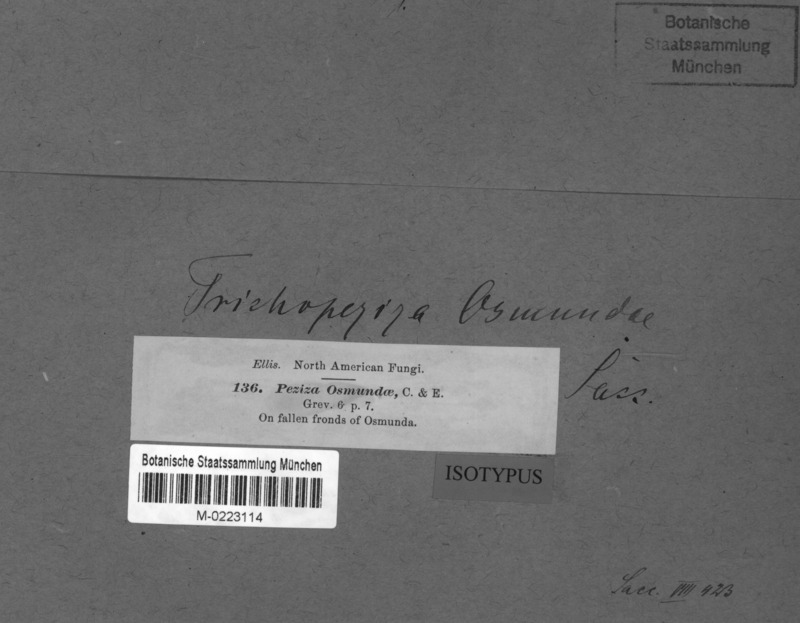 Botanische
Staatssammlung
München
Trichopeziza Osmundae
Sacc.
Ellis. North American Fungi.
136. Peziza Osmundæ, C. & E.
Grev. 6 p. 7.
On fallen fronds of Osmunda.
Botanische Staatssammlung München
M-0223114
ISOTYPUS
Sacc. VIII 423